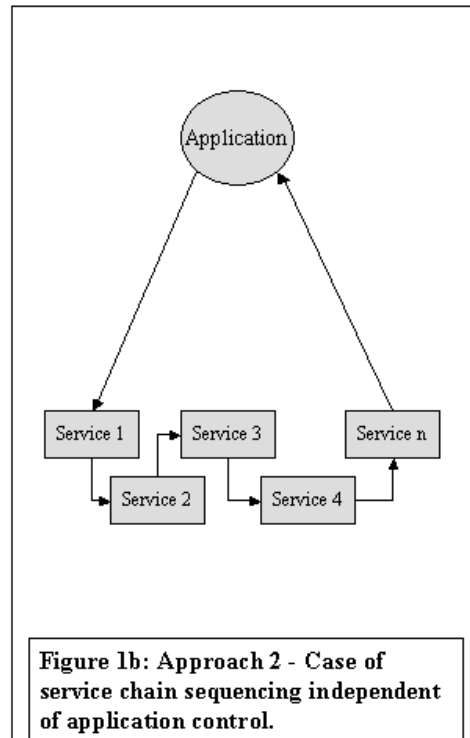 Application
Service 1
Service 3
Service n
Service 2
Service 4
Figure 1b: Approach 2 - Case of
service chain sequencing independent
of application control.